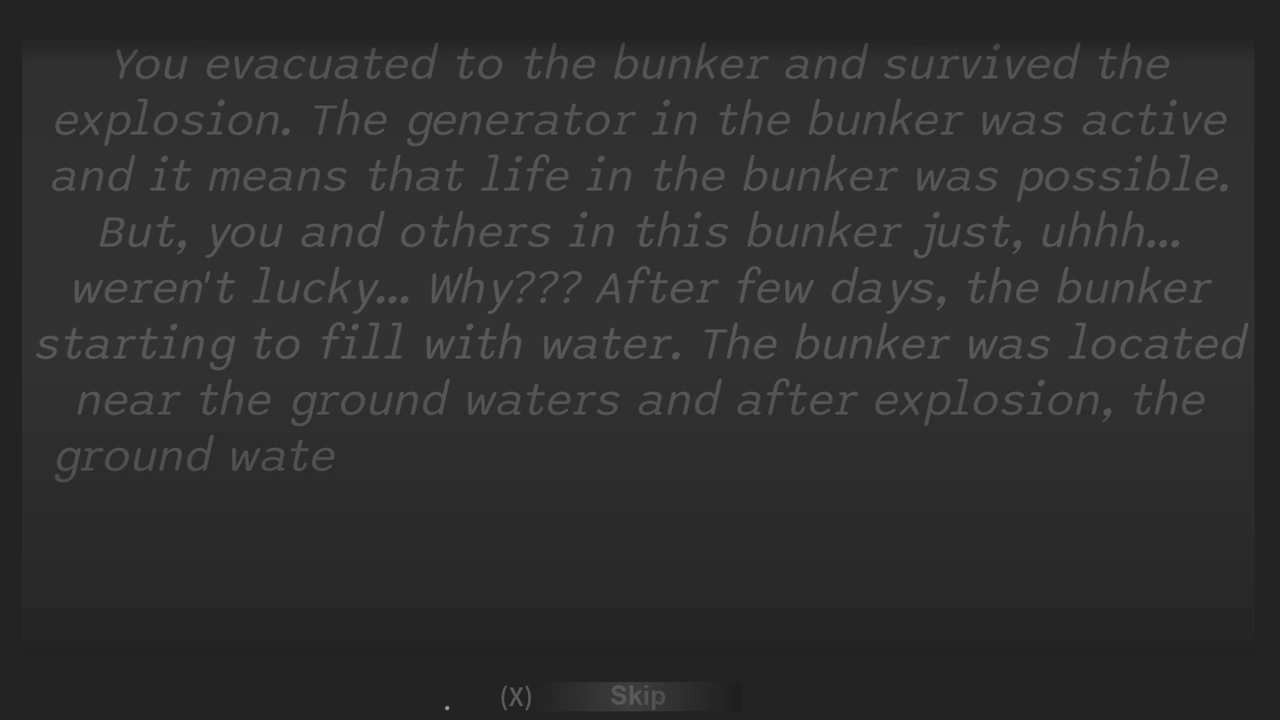 You evacuated to the bunker and survived the
explosion. The generator in the bunker was active
and it means that life in the bunker was possible.
But, you and others in this bunker just, uhhh...
weren't lucky... Why??? After few days, the bunker
starting to fill with water. The bunker was located
near the ground waters and after explosion, the
ground wate
. (X) Skip